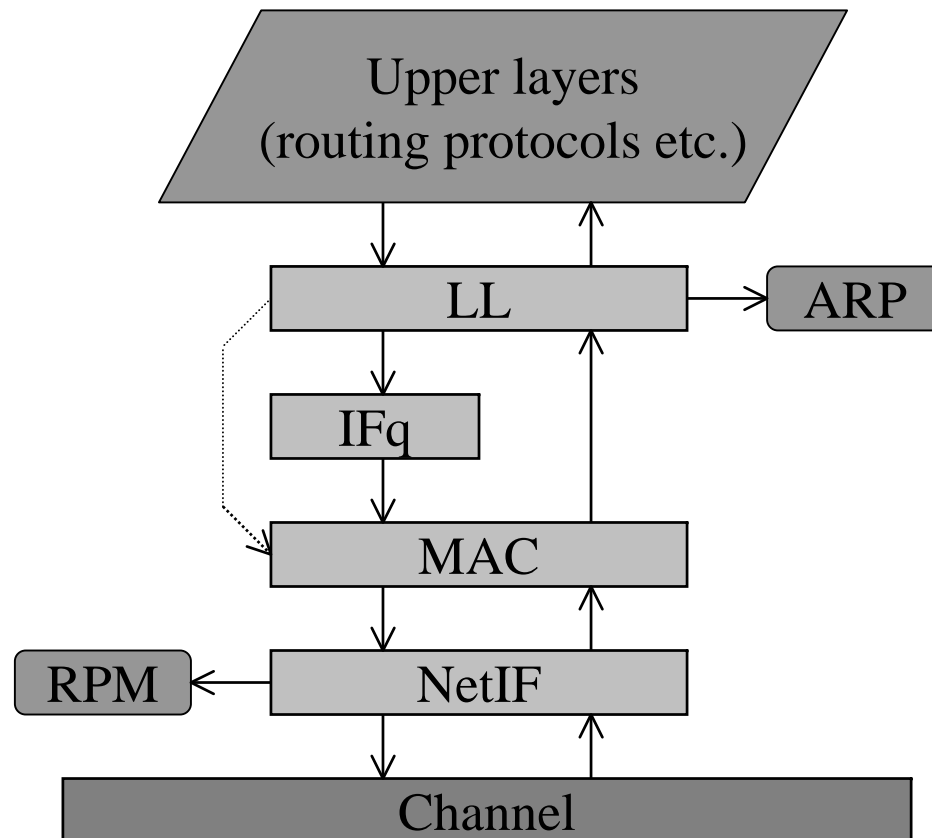 Upper layers
(routing protocols etc.)
LL
ARP
IFq
MAC
RPM
NetIF
Channel